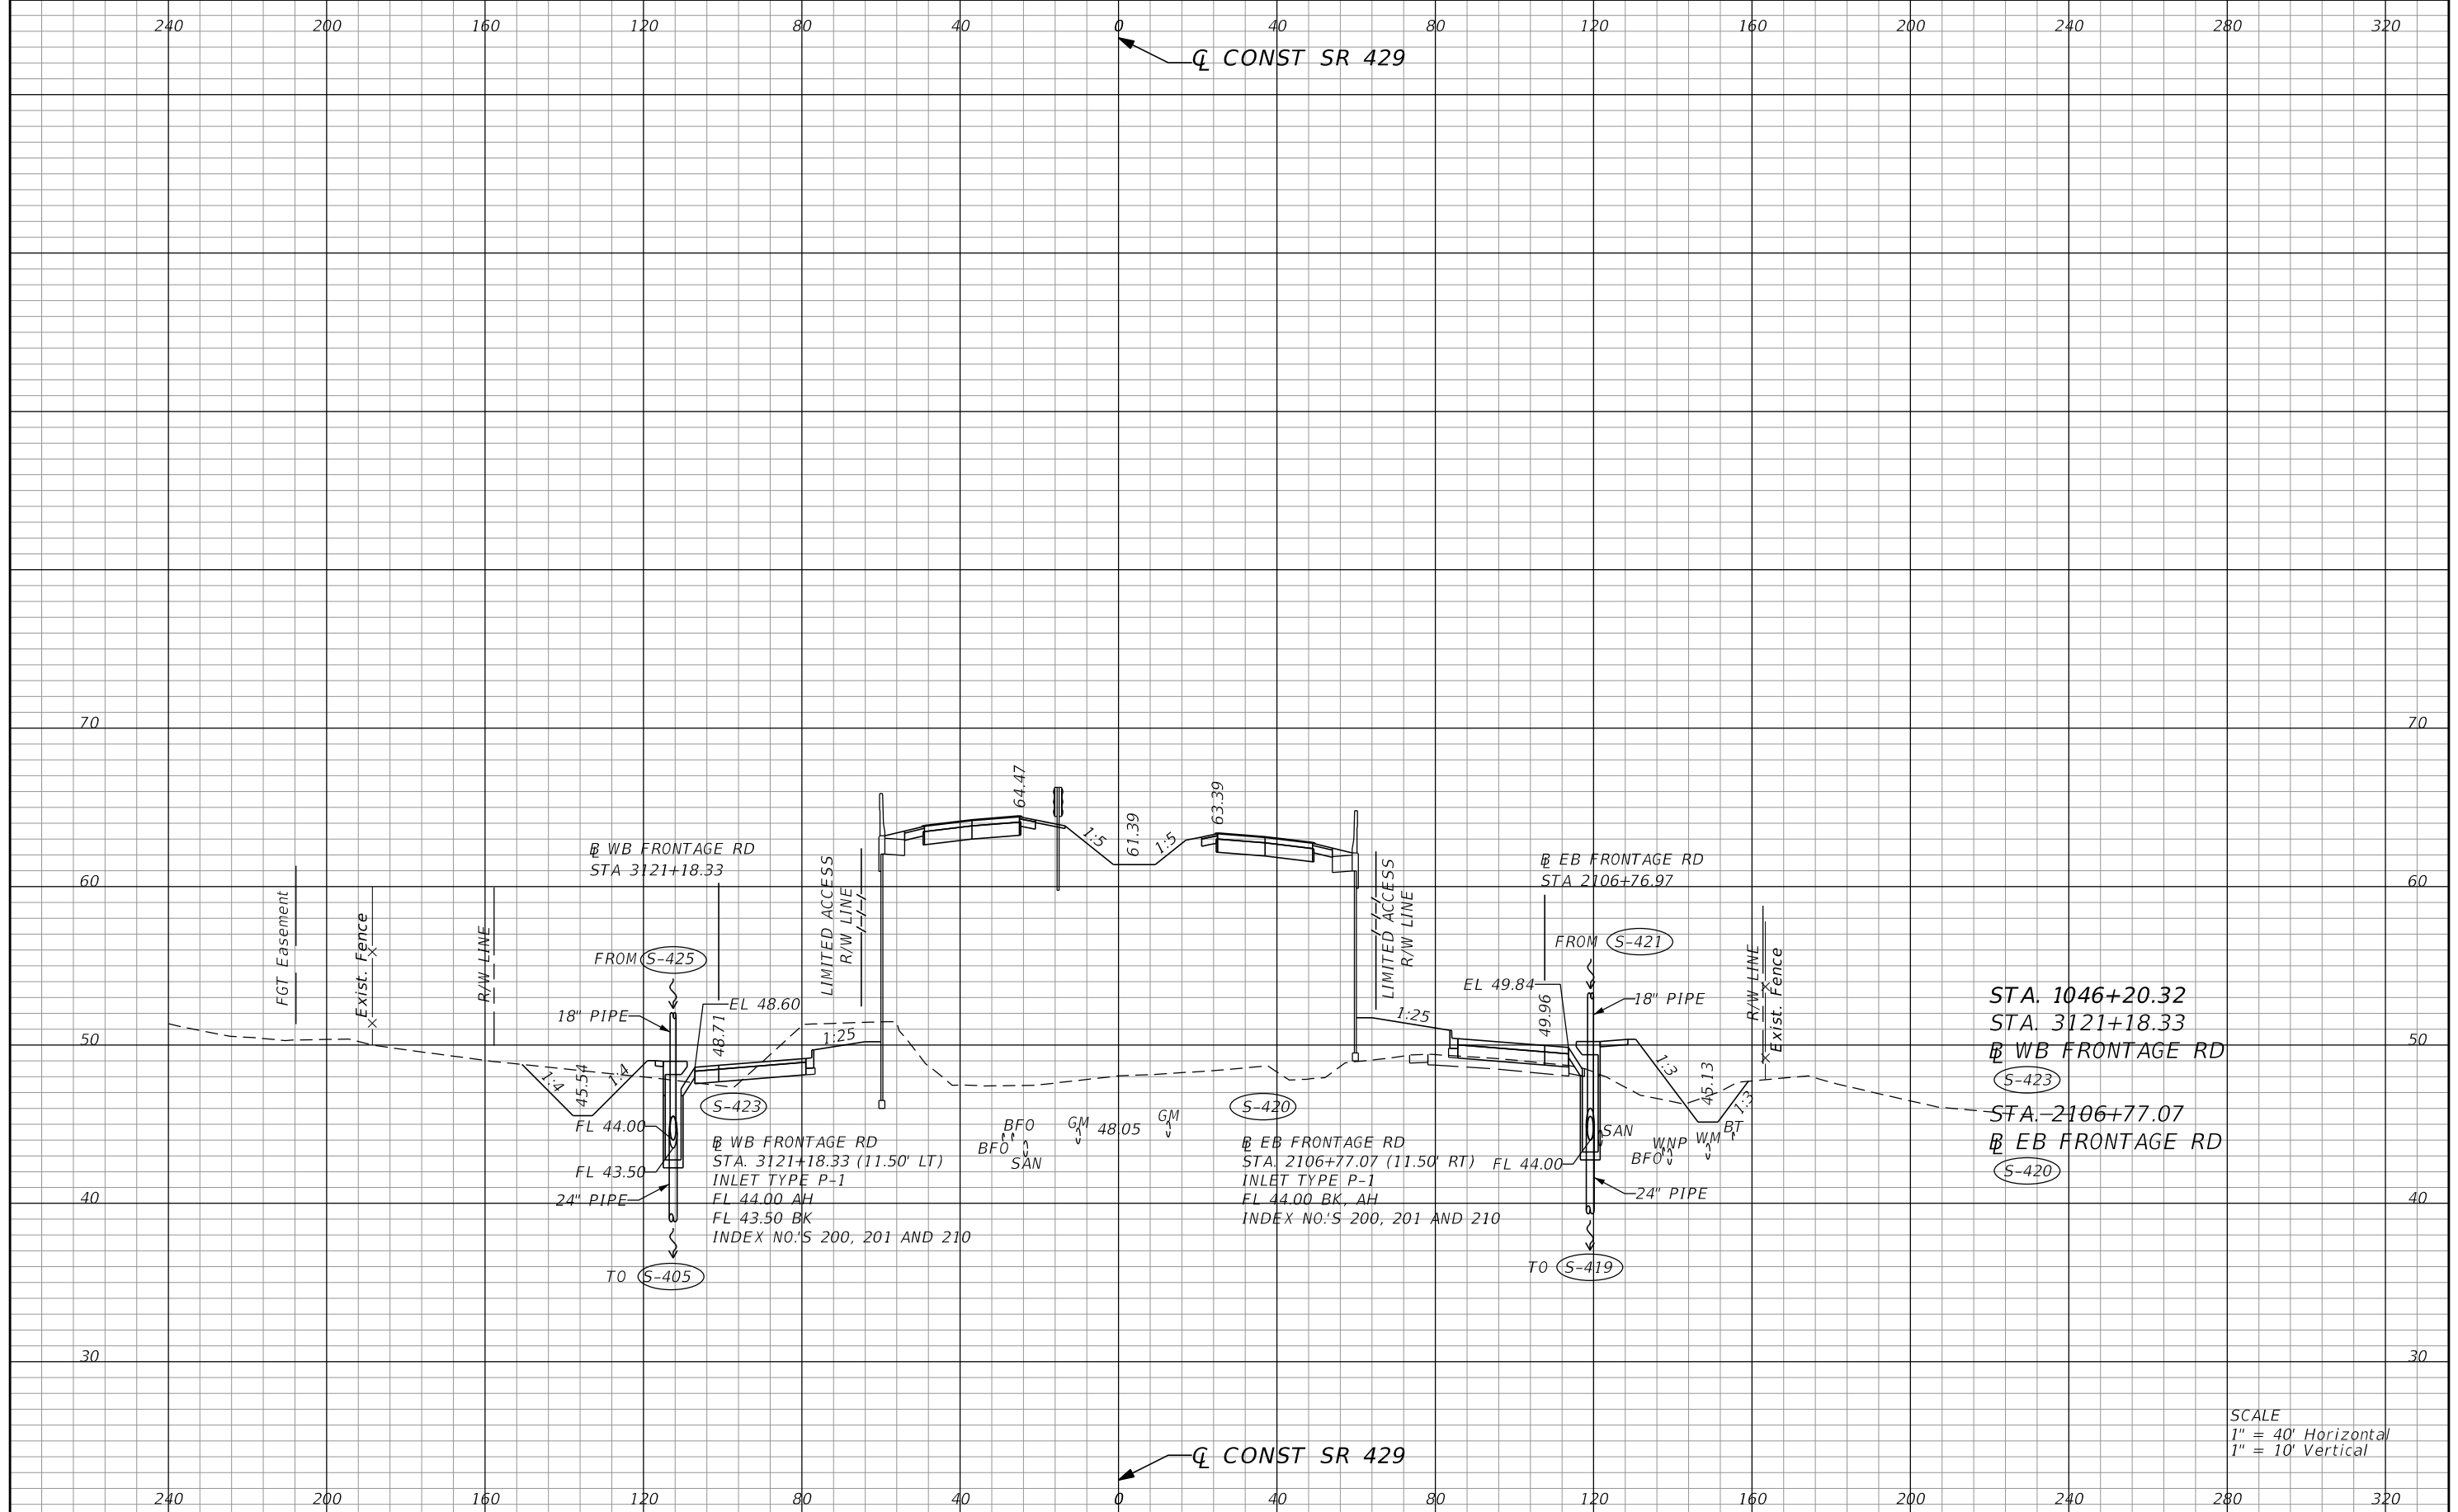 240 200 160 120 80 40 0 40 80 120 160 200 240 280 320
℄ CONST SR 429
70 70
64.47
63.39
61.39
1:5
1:5
60 60
B̲L WB FRONTAGE RD
STA 3121+18.33
B̲L EB FRONTAGE RD
STA 2106+76.97
FGT Easement
Exist. Fence
R/W LINE
LIMITED ACCESS
R/W LINE
LIMITED ACCESS
R/W LINE
R/W LINE
Exist. Fence
FROM S-425
FROM S-421
18" PIPE
EL 48.60
48.71
1:25
EL 49.84
49.96
1:25
18" PIPE
50 50
1:4
45.54
1:4
1:3
45.13
1:3
STA. 1046+20.32
STA. 3121+18.33
B̲L WB FRONTAGE RD
S-423
STA. 2106+77.07
B̲L EB FRONTAGE RD
S-420
FL 44.00
FL 43.50
24" PIPE
S-423
B̲L WB FRONTAGE RD
STA. 3121+18.33 (11.50' LT)
INLET TYPE P-1
FL 44.00 AH
FL 43.50 BK
INDEX NO.'S 200, 201 AND 210
BFO
BFO
SAN
GM
48.05
GM
S-420
B̲L EB FRONTAGE RD
STA. 2106+77.07 (11.50' RT)
INLET TYPE P-1
FL 44.00 BK, AH
INDEX NO.'S 200, 201 AND 210
FL 44.00
SAN
BFO
WNP
WM
BT
24" PIPE
40 40
TO S-405
TO S-419
30 30
SCALE
1" = 40' Horizontal
1" = 10' Vertical
℄ CONST SR 429
240 200 160 120 80 40 0 40 80 120 160 200 240 280 320